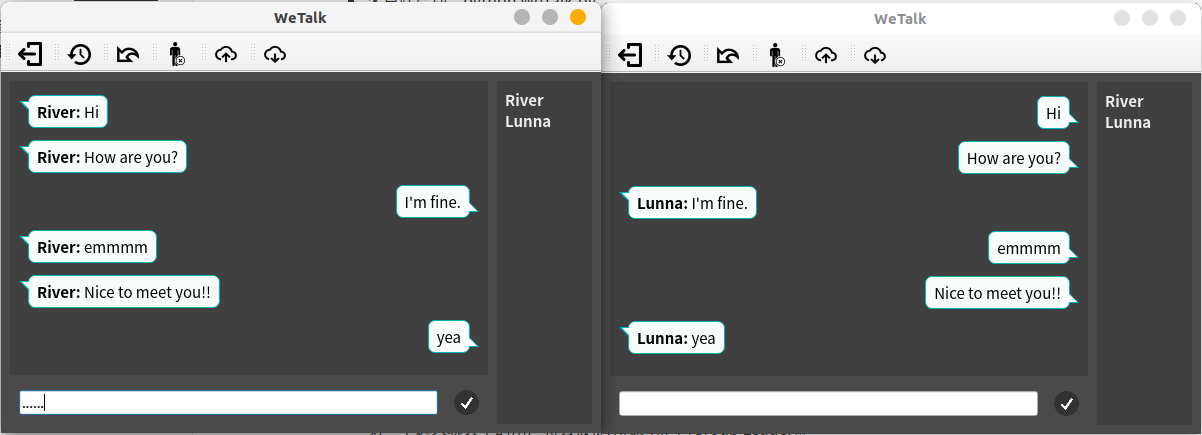 WeTalk
River: Hi
River: How are you?
I'm fine.
River: emmmm
River: Nice to meet you!!
yea
......
River
Lunna
WeTalk
Hi
How are you?
Lunna: I'm fine.
emmmm
Nice to meet you!!
Lunna: yea
River
Lunna